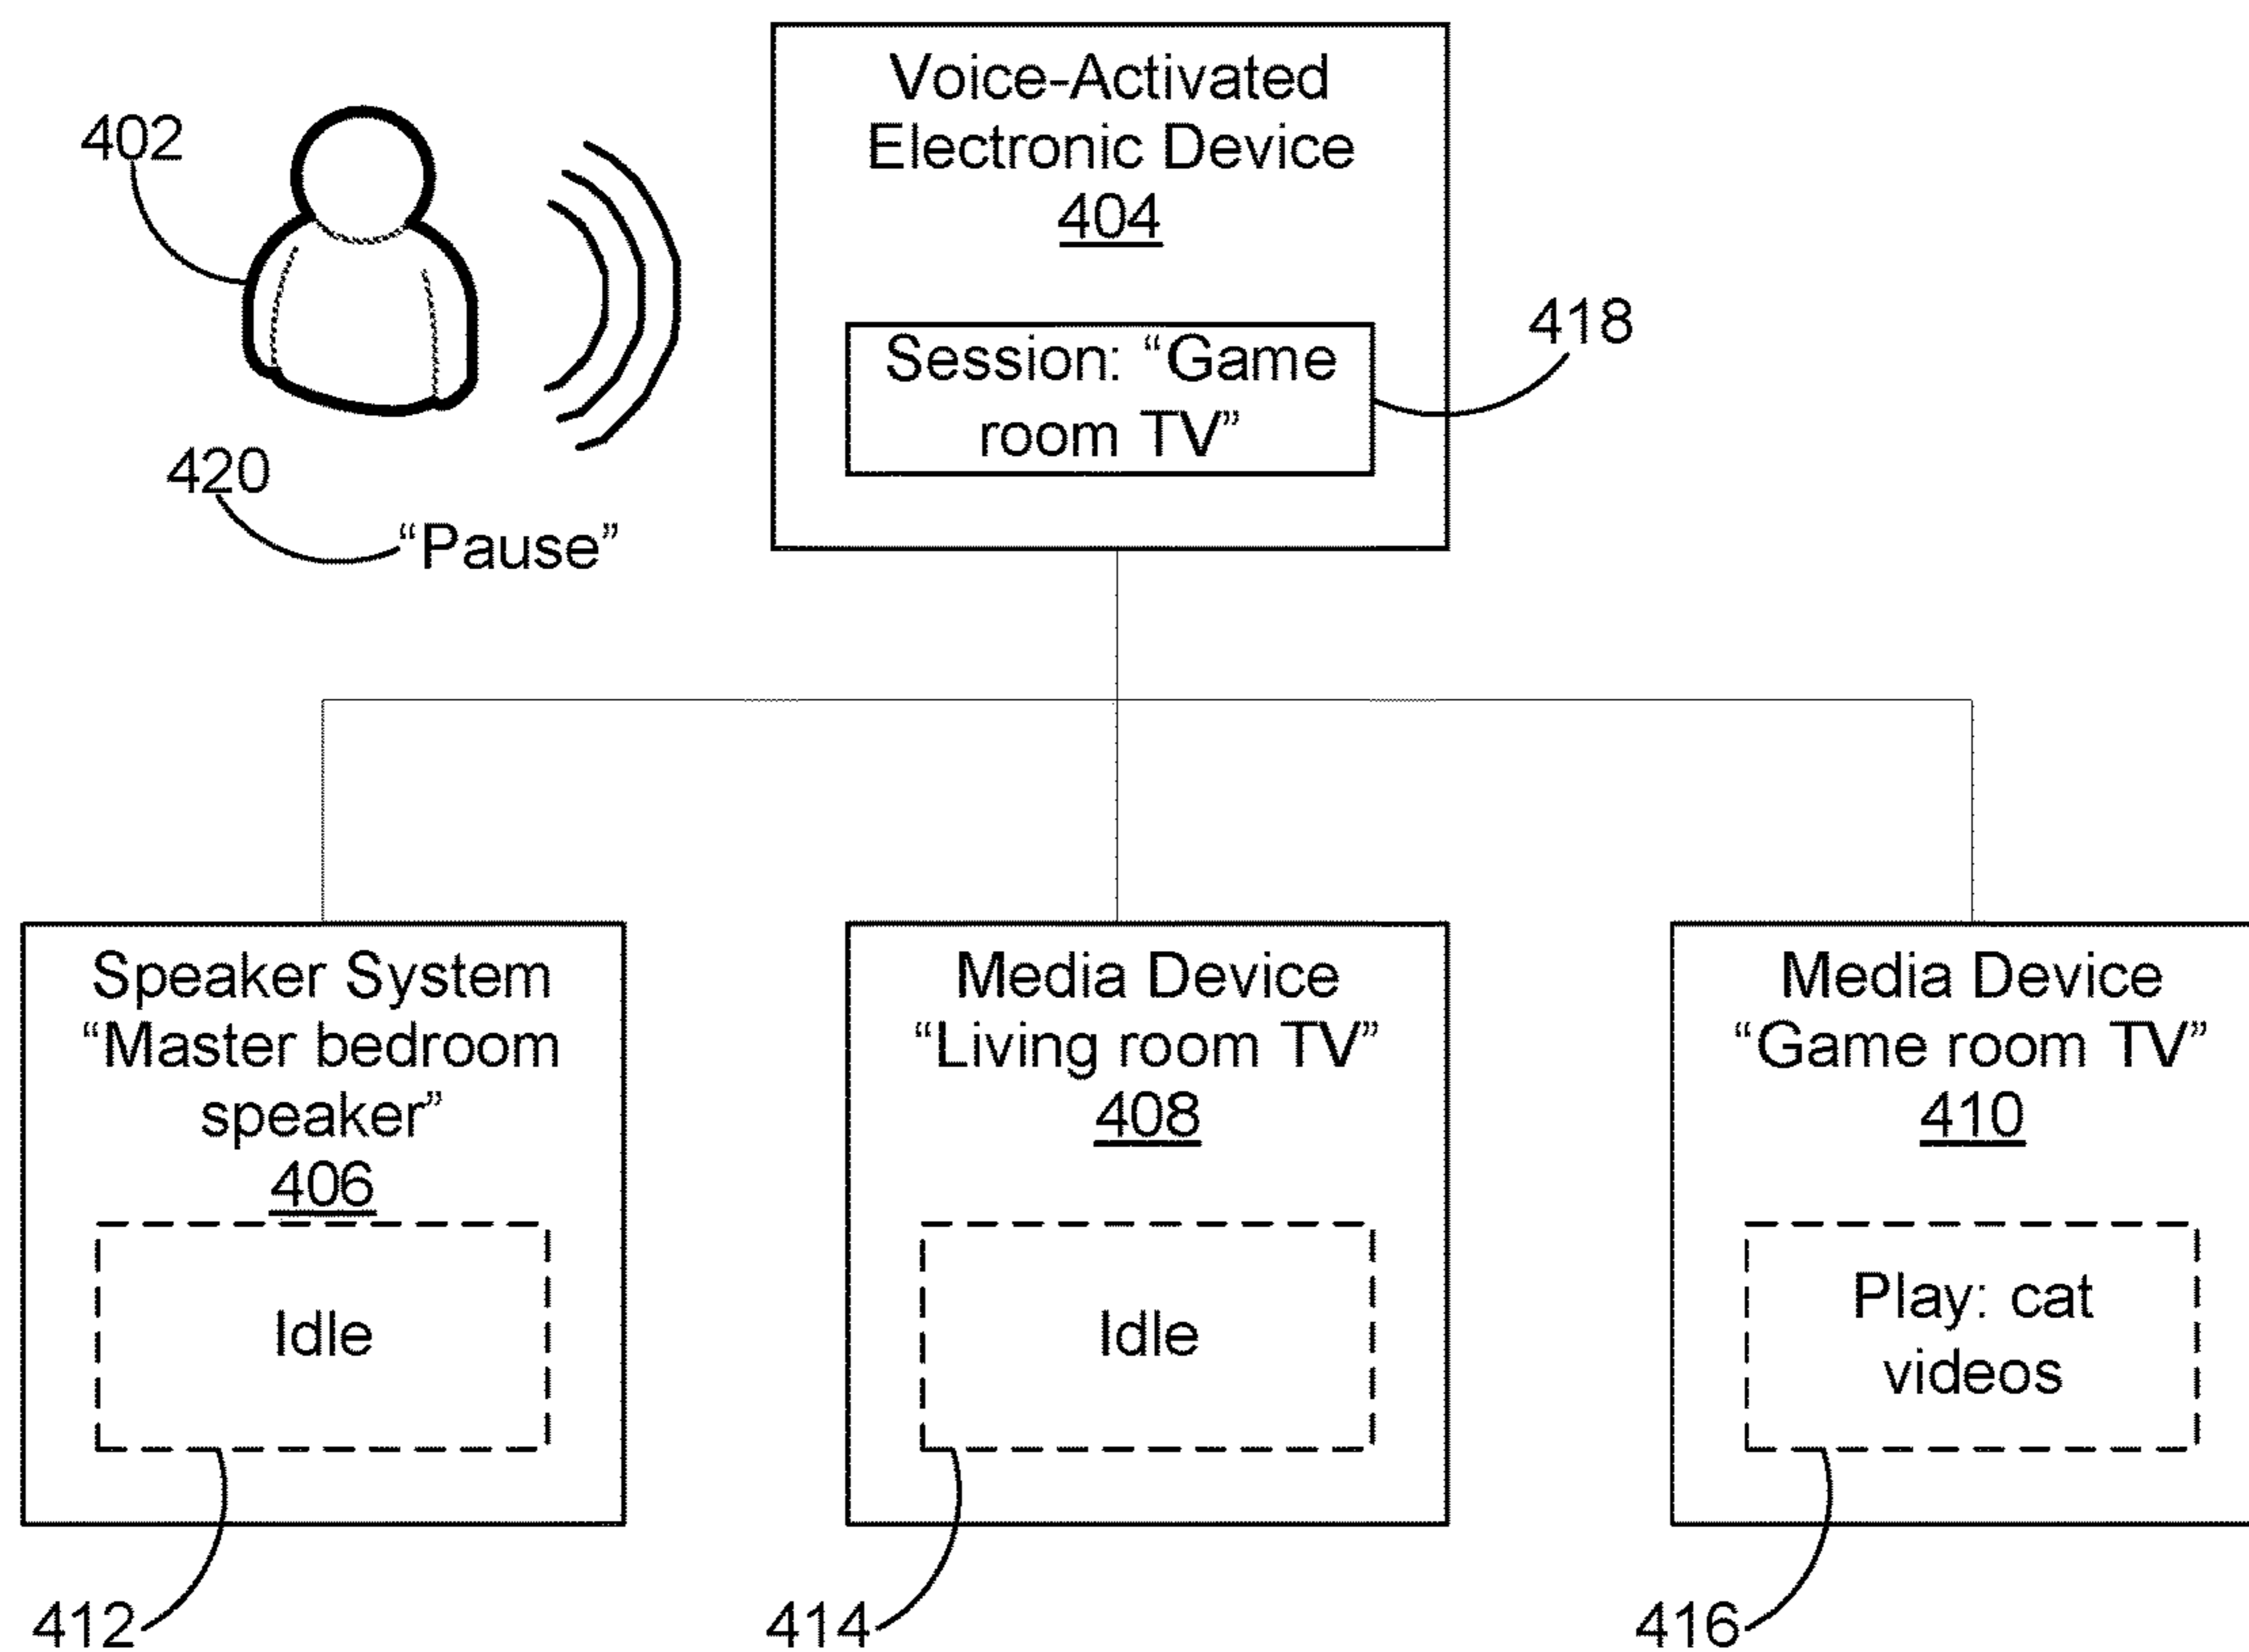 402
420
“Pause”
Voice-Activated
Electronic Device
404
Session: “Game
room TV”
418
Speaker System
“Master bedroom
speaker”
406
Idle
412
Media Device
“Living room TV”
408
Idle
414
Media Device
“Game room TV”
410
Play: cat
videos
416